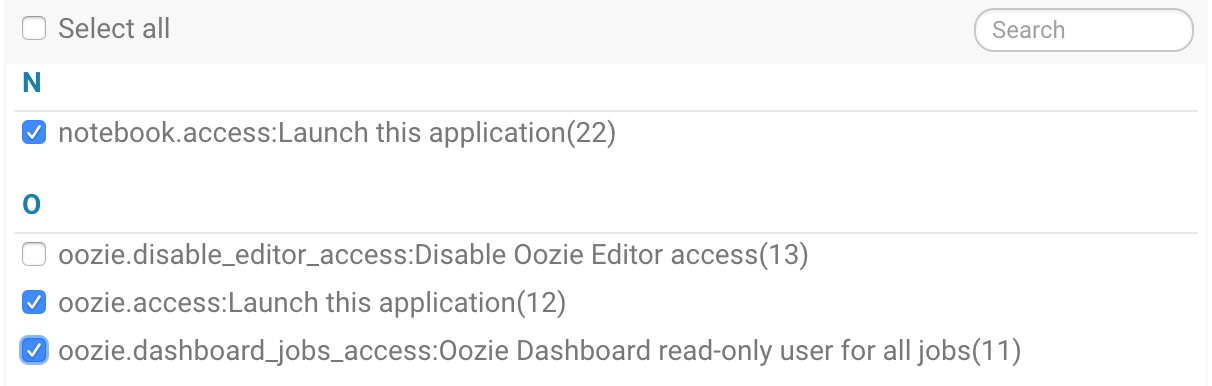 Select all
Search
N
notebook.access:Launch this application(22)
O
oozie.disable_editor_access:Disable Oozie Editor access(13)
oozie.access:Launch this application(12)
oozie.dashboard_jobs_access:Oozie Dashboard read-only user for all jobs(11)